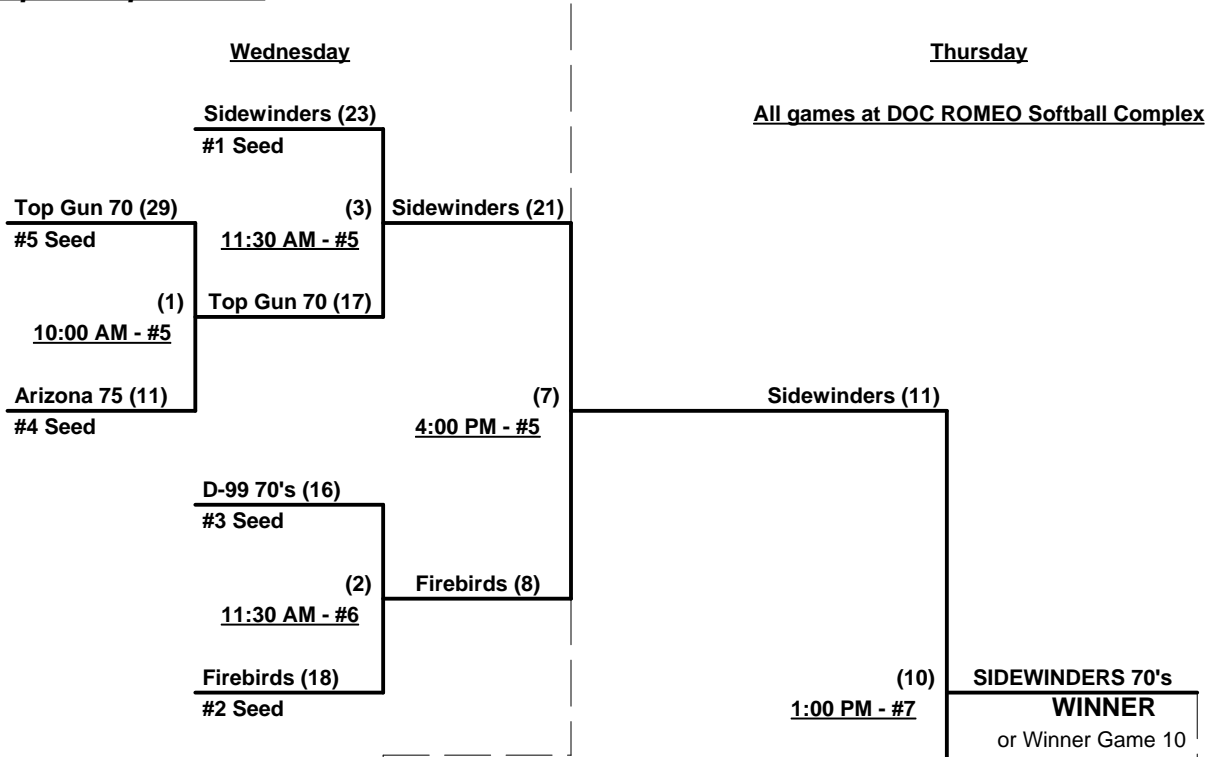 Wednesday
Thursday
Sidewinders (23)
All games at DOC ROMEO Softball Complex
#1 Seed
Top Gun 70 (29)
(3)
Sidewinders (21)
#5 Seed
11:30 AM - #5
(1)
Top Gun 70 (17)
10:00 AM - #5
Arizona 75 (11)
(7)
Sidewinders (11)
#4 Seed
4:00 PM - #5
D-99 70's (16)
#3 Seed
(2)
Firebirds (8)
11:30 AM - #6
Firebirds (18)
(10)
SIDEWINDERS 70's
#2 Seed
1:00 PM - #7
WINNER
or Winner Game 10